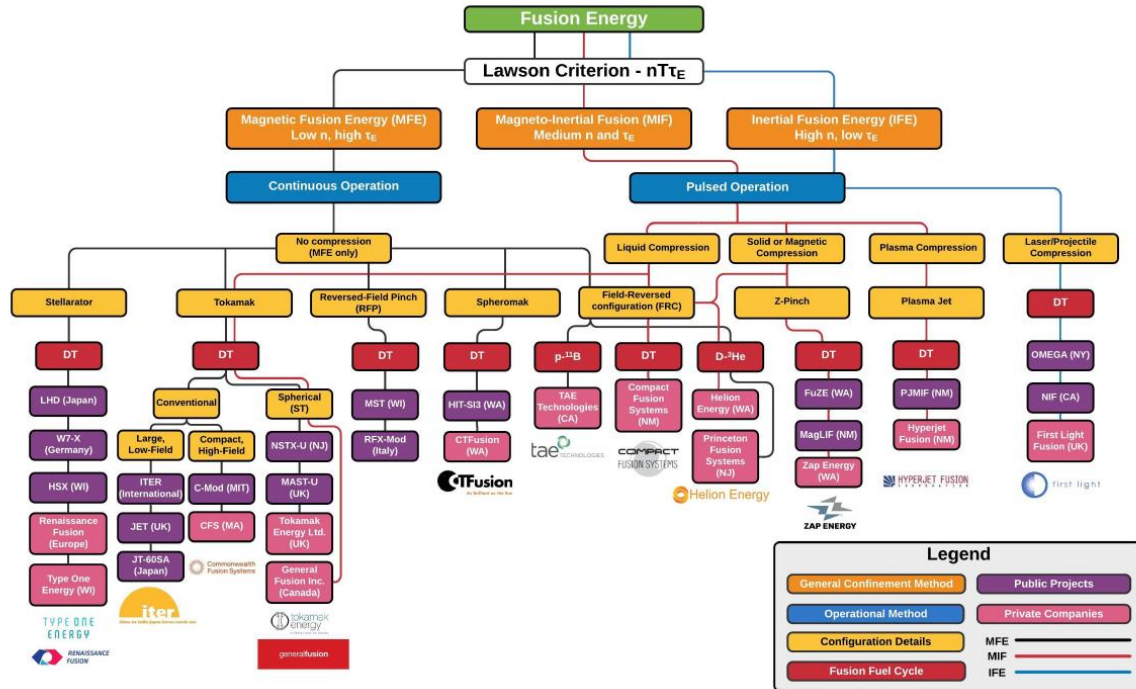 Fusion Energy
Lawson Criterion - nTτE
Magnetic Fusion Energy (MFE)
Low n, high τE
Magneto-Inertial Fusion (MIF)
Medium n and τE
Inertial Fusion Energy (IFE)
High n, low τE
Continuous Operation
Pulsed Operation
No compression
(MFE only)
Liquid Compression
Solid or Magnetic
Compression
Plasma Compression
Laser/Projectile
Compression
Stellarator
Tokamak
Reversed-Field Pinch
(RFP)
Spheromak
Field-Reversed
configuration (FRC)
Z-Pinch
Plasma Jet
DT
DT
DT
DT
DT
p-¹¹B
DT
D-³He
DT
DT
LHD (Japan)
W7-X
(Germany)
HSX (WI)
Renaissance
Fusion
(Europe)
Type One
Energy (WI)
TYPE ONE
ENERGY
RENAISSANCE
FUSION
Conventional
Large,
Low-Field
ITER
(International)
JET (UK)
JT-60SA
(Japan)
iter
Compact,
High-Field
C-Mod (MIT)
CFS (MA)
Commonwealth
Fusion Systems
Spherical
(ST)
NSTX-U (NJ)
MAST-U
(UK)
Tokamak
Energy Ltd.
(UK)
General
Fusion Inc.
(Canada)
tokamak
energy
generalfusion
MST (WI)
RFX-Mod
(Italy)
HIT-SI3 (WA)
CTFusion
(WA)
CTFusion
TAE
Technologies
(CA)
tae TECHNOLOGIES
Compact
Fusion
Systems
(NM)
COMPACT
FUSION SYSTEMS
Helion
Energy (WA)
Princeton
Fusion
Systems
(NJ)
Helion Energy
FuZE (WA)
MagLIF (NM)
Zap Energy
(WA)
ZAP ENERGY
PJMIF (NM)
Hyperjet
Fusion (NM)
HYPERJET FUSION
CORPORATION
OMEGA (NY)
NIF (CA)
First Light
Fusion (UK)
first light
Legend
General Confinement Method
Public Projects
Operational Method
Private Companies
Configuration Details
MFE
MIF
Fusion Fuel Cycle
IFE